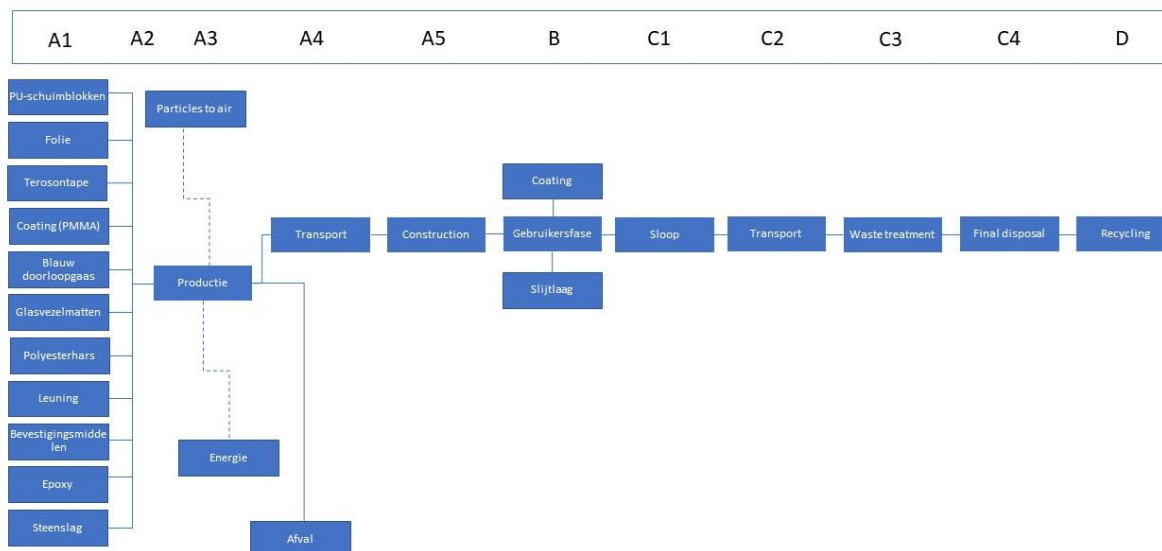 A1 A2 A3 A4 A5 B C1 C2 C3 C4 D
PU-schuimblokken
Folie
Terosontape
Coating (PMMA)
Blauw
doorloopgaas
Glasvezelmatten
Polyesterhars
Leuning
Bevestigingsmidde
len
Epoxy
Steenslag
Particles to air
Productie
Energie
Afval
Transport
Construction
Coating
Gebruikersfase
Slijtlaag
Sloop
Transport
Waste treatment
Final disposal
Recycling